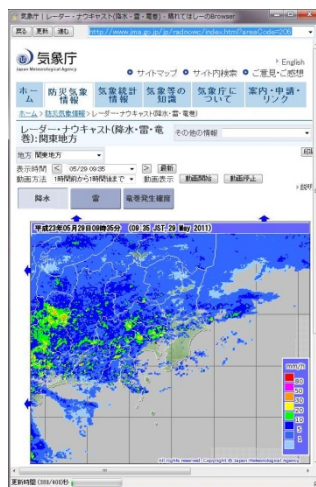 気象庁 | レーダー・ナウキャスト(降水・雷・竜巻) - 晴れてほしーのBrowser
戻る 更新 進む http://www.jma.go.jp/jp/radnowc/index.html?areaCode=206
気象庁
Japan Meteorological Agency
English
サイトマップ サイト内検索 ご意見・ご感想
ホーム 防災気象情報 気象統計情報 気象等の知識 気象庁について 案内・申請・リンク
ホーム > 防災気象情報 > レーダー・ナウキャスト(降水・雷・竜巻)
レーダー・ナウキャスト(降水・雷・竜巻):関東地方 その他の情報
地方 関東地方
表示時間 < 05/29 09:35 > 最新
動画方法 1時間前から1時間後まで 動画表示 動画開始 動画停止
降水 雷 竜巻発生確度
平成23年05月29日09時35分 (09:35 JST 29 May 2011)
mm/h
80
50
30
20
10
5
1
All rights reserved. Copyright © Japan Meteorological Agency
更新時間 (388/400秒)